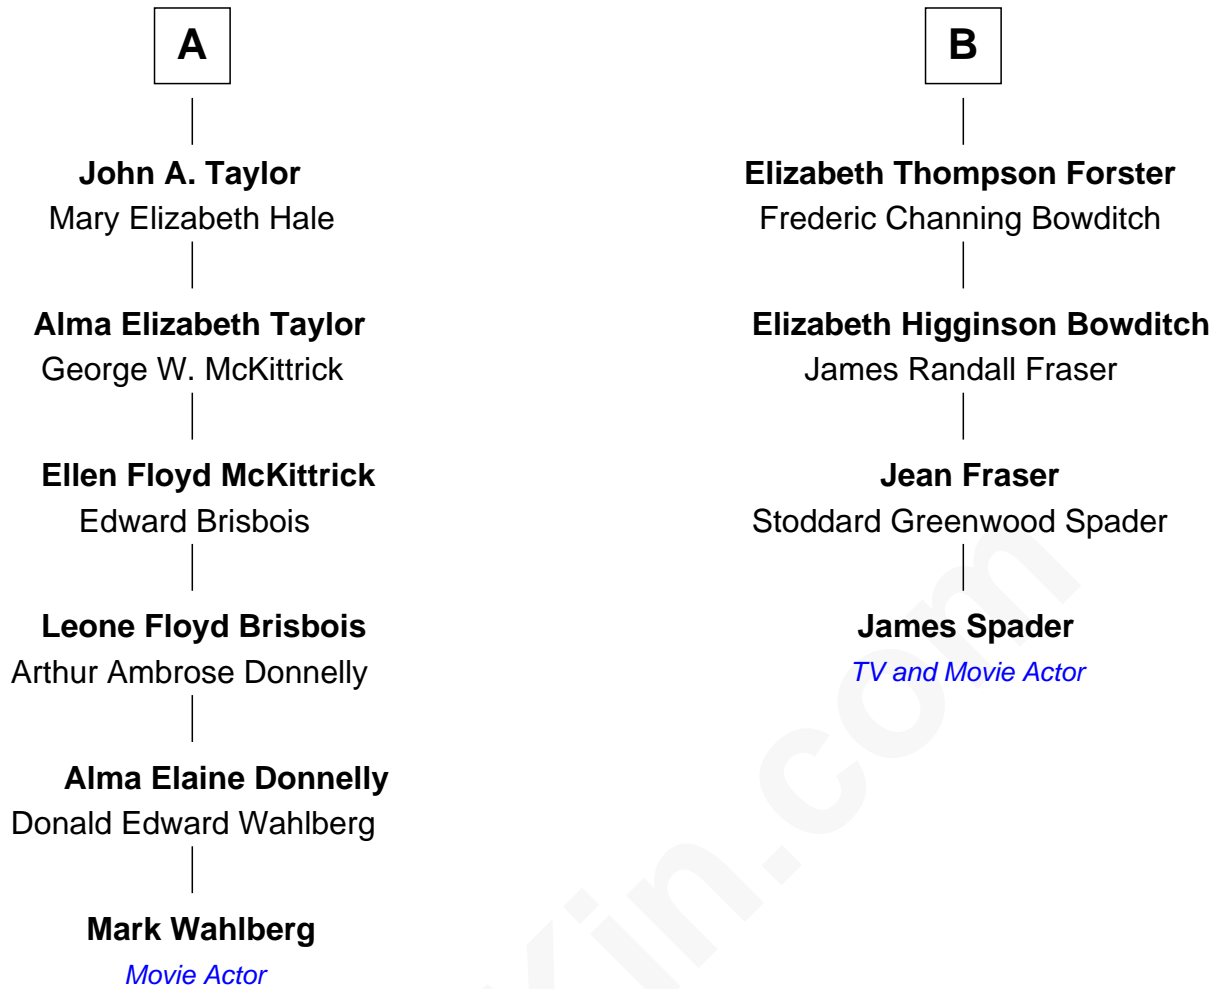 A
John A. Taylor
Mary Elizabeth Hale
Alma Elizabeth Taylor
George W. McKittrick
Ellen Floyd McKittrick
Edward Brisbois
Leone Floyd Brisbois
Arthur Ambrose Donnelly
Alma Elaine Donnelly
Donald Edward Wahlberg
Mark Wahlberg
Movie Actor
B
Elizabeth Thompson Forster
Frederic Channing Bowditch
Elizabeth Higginson Bowditch
James Randall Fraser
Jean Fraser
Stoddard Greenwood Spader
James Spader
TV and Movie Actor
Kin.com